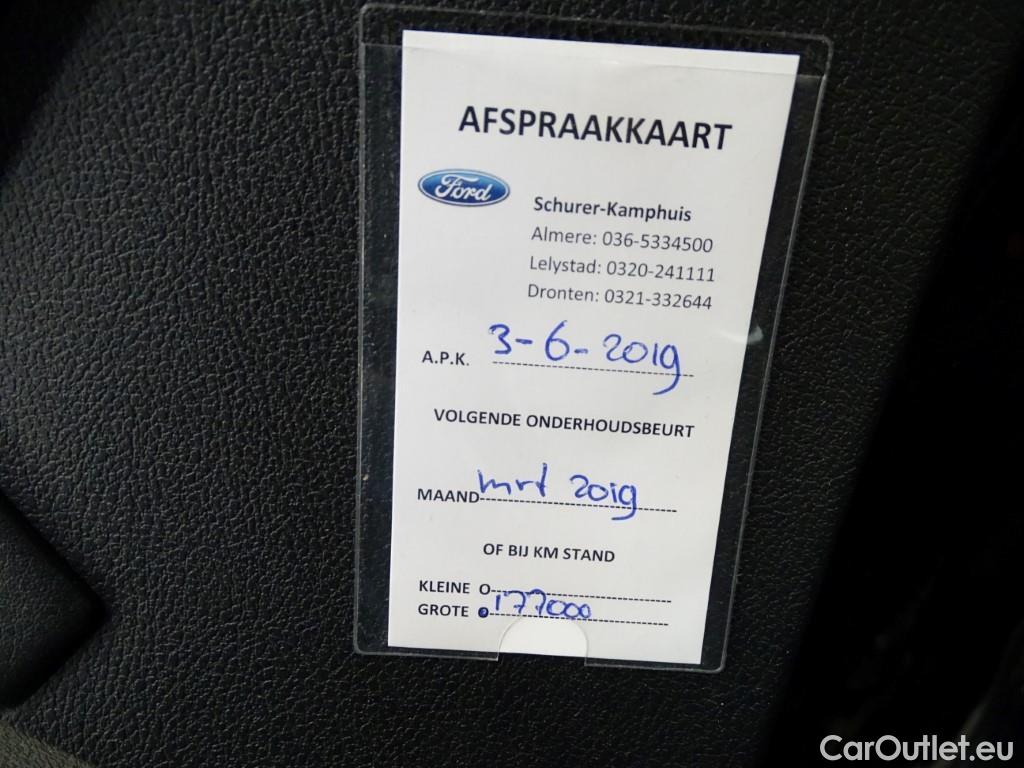 AFSPRAAKKAART
Ford
Schurer-Kamphuis
Almere: 036-5334500
Lelystad: 0320-241111
Dronten: 0321-332644
A.P.K. 3-6-2019
VOLGENDE ONDERHOUDSBEURT
MAAND mrt 2019
OF BIJ KM STAND
KLEINE O
GROTE O 177000
CarOutlet.eu